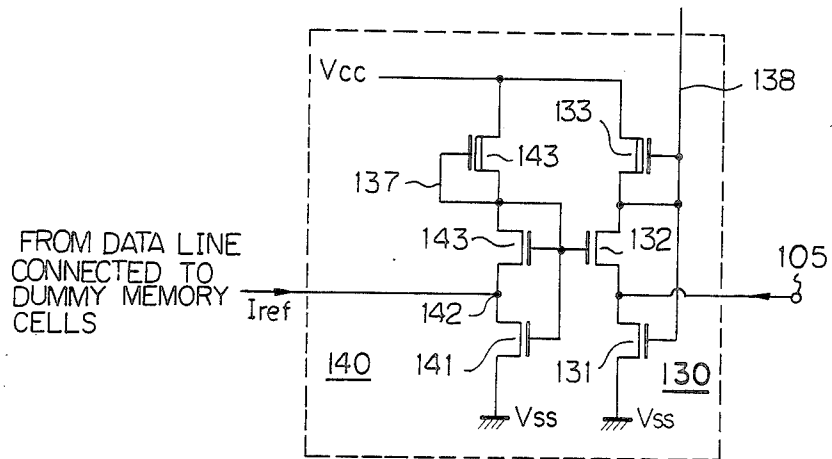 Vcc
138
133
143
137
FROM DATA LINE
CONNECTED TO
DUMMY MEMORY
CELLS
Iref
143
132
105
142
140
141
131
130
Vss
Vss